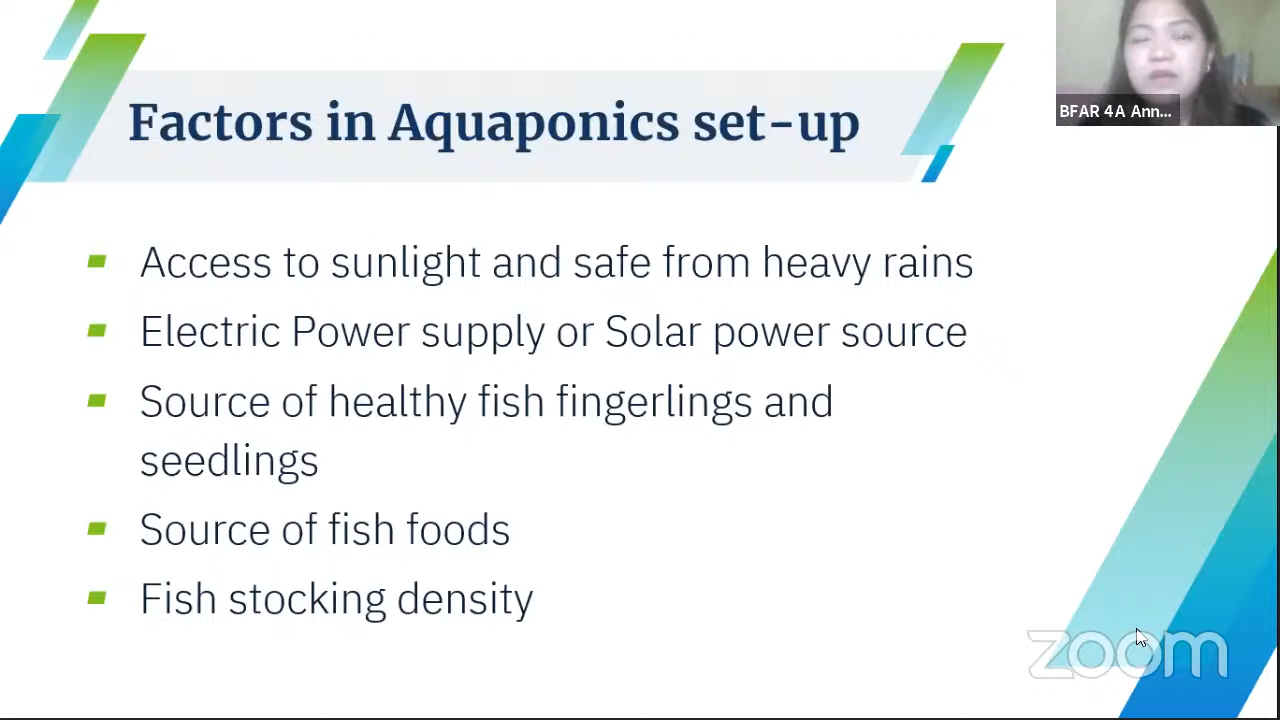 Factors in Aquaponics set-up
BFAR 4A Ann...
Access to sunlight and safe from heavy rains
Electric Power supply or Solar power source
Source of healthy fish fingerlings and
seedlings
Source of fish foods
Fish stocking density
zoom